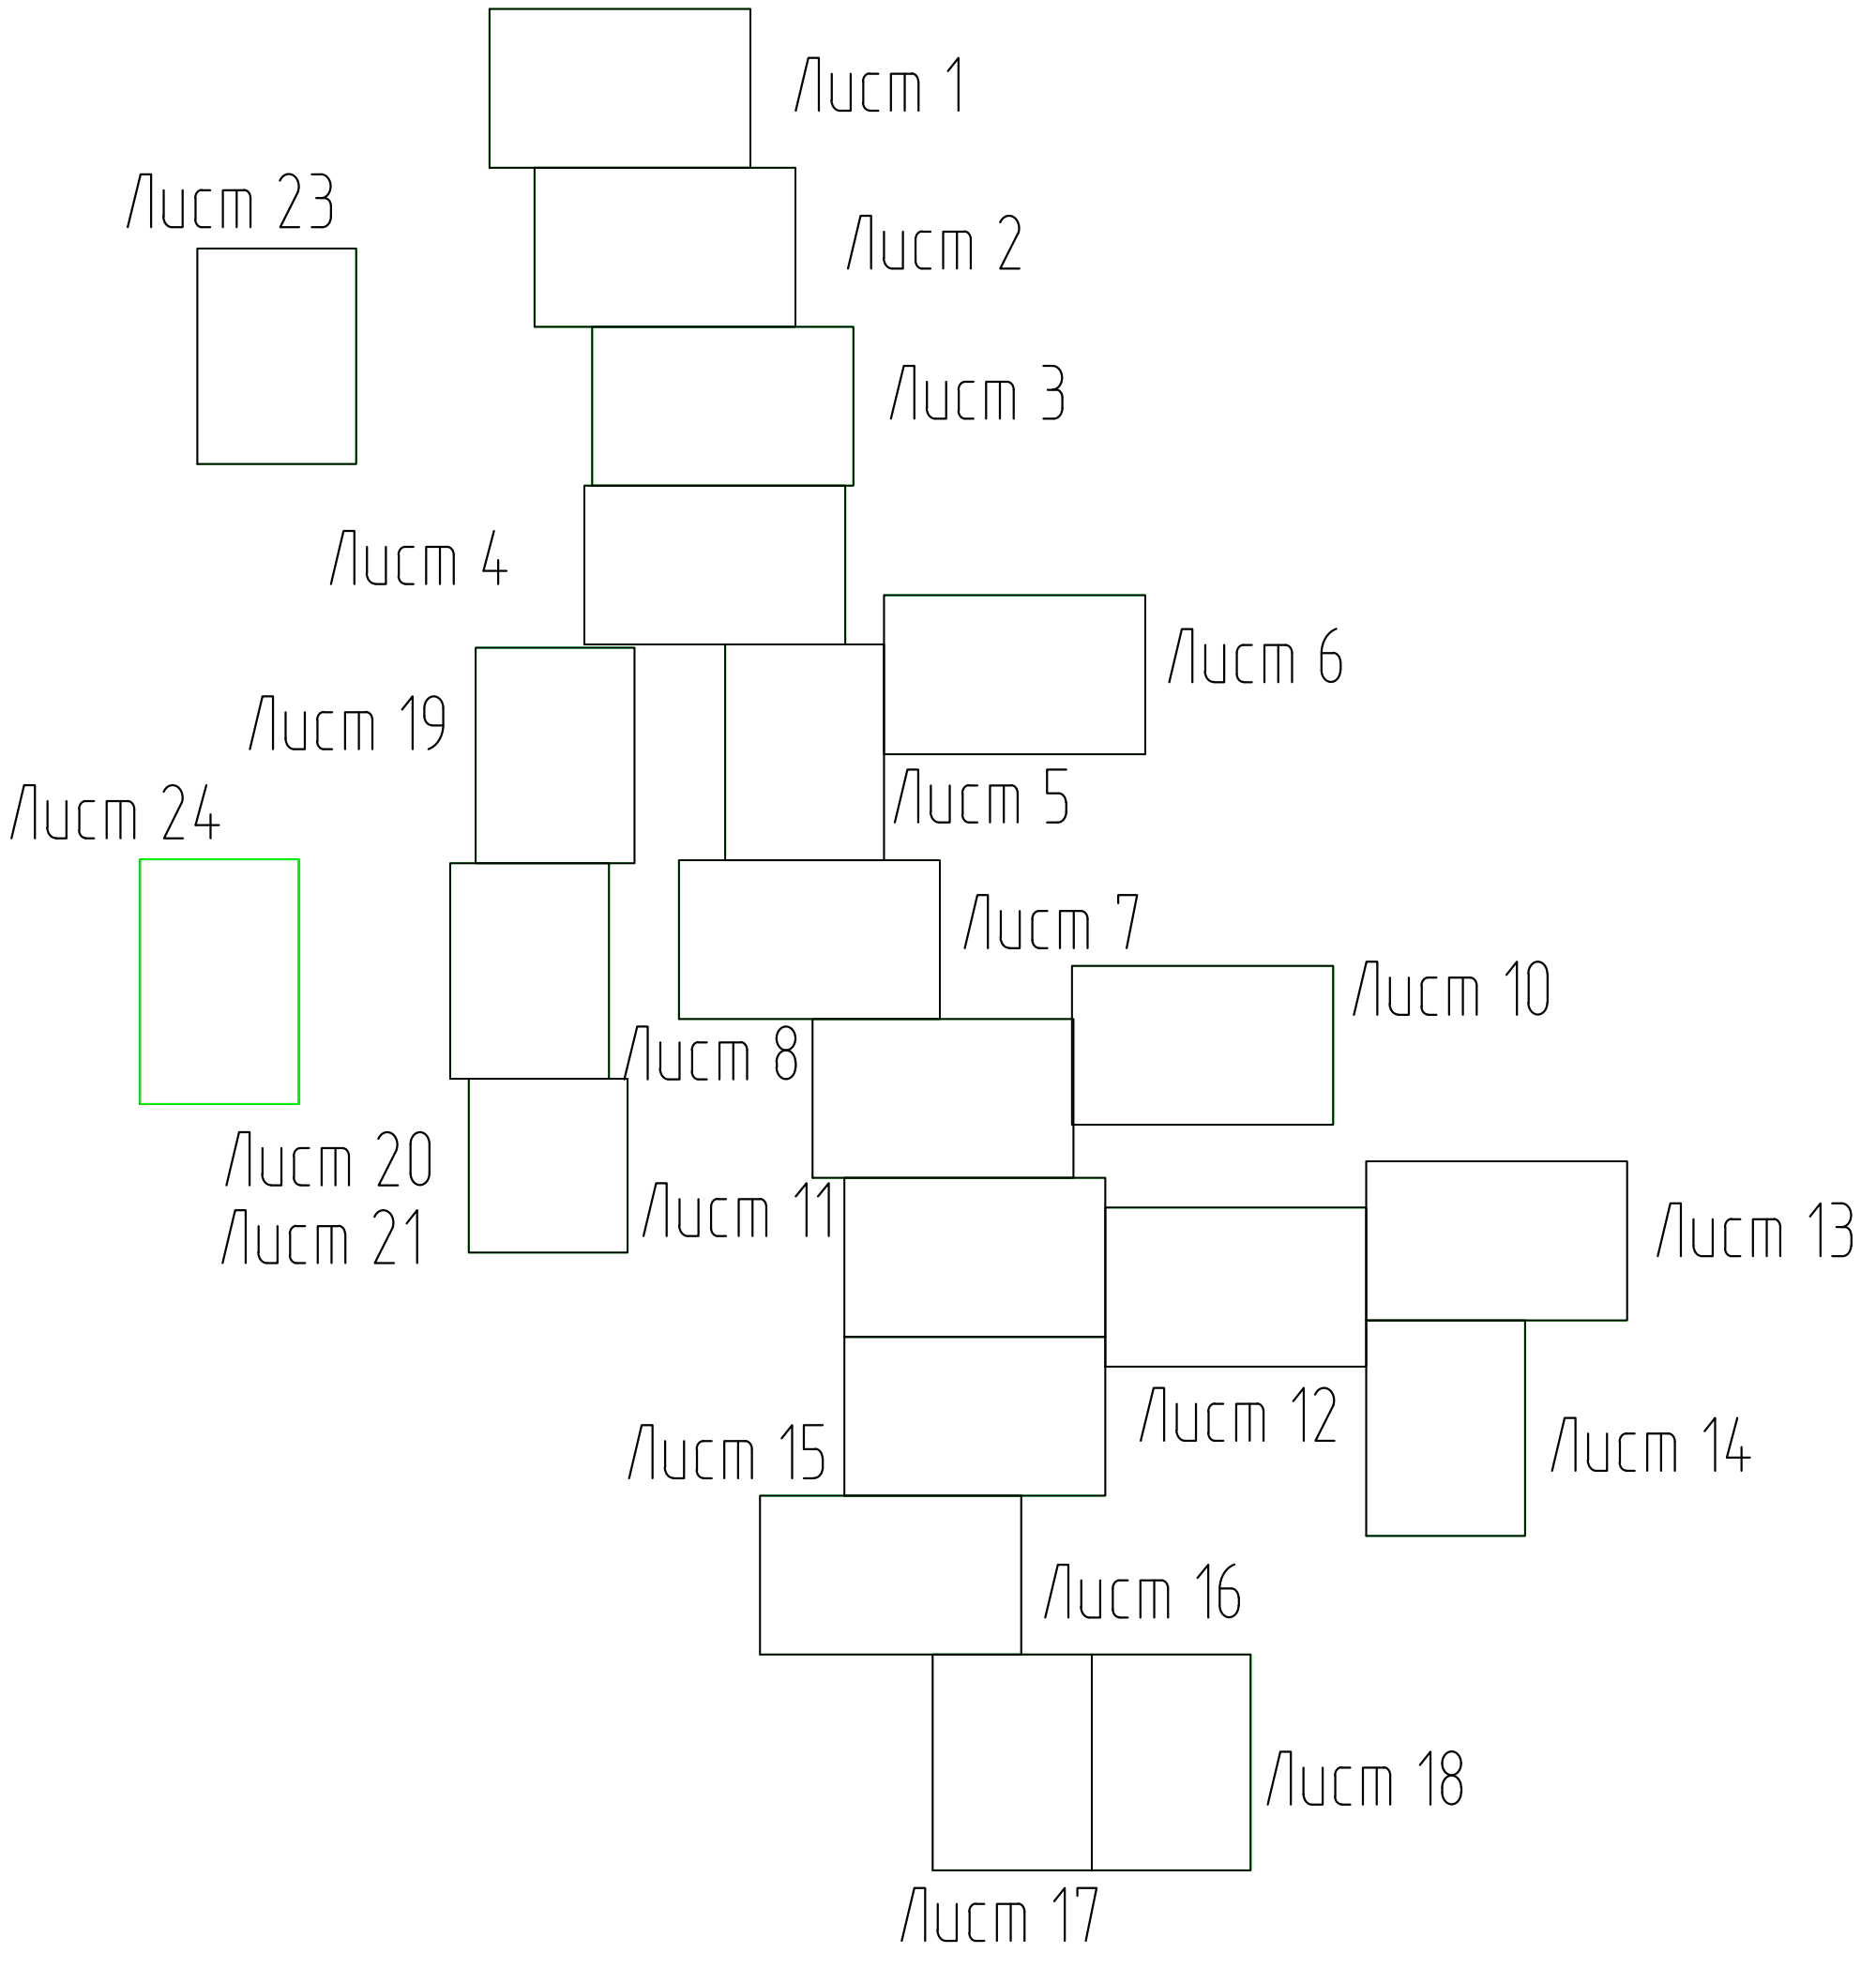 Лист 1
Лист 23
Лист 2
Лист 3
Лист 4
Лист 6
Лист 19
Лист 5
Лист 24
Лист 7
Лист 10
Лист 8
Лист 20
Лист 11
Лист 13
Лист 21
Лист 12
Лист 14
Лист 15
Лист 16
Лист 18
Лист 17